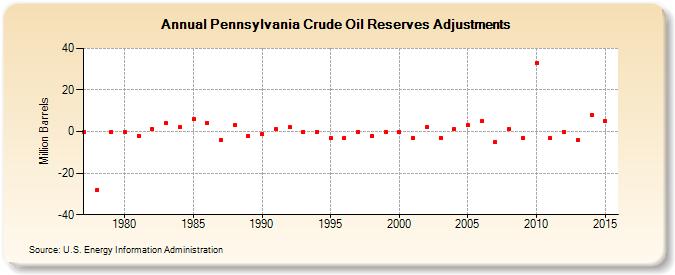 Annual Pennsylvania Crude Oil Reserves Adjustments
Million Barrels
40
20
0
-20
-40
1980 1985 1990 1995 2000 2005 2010 2015
Source: U.S. Energy Information Administration